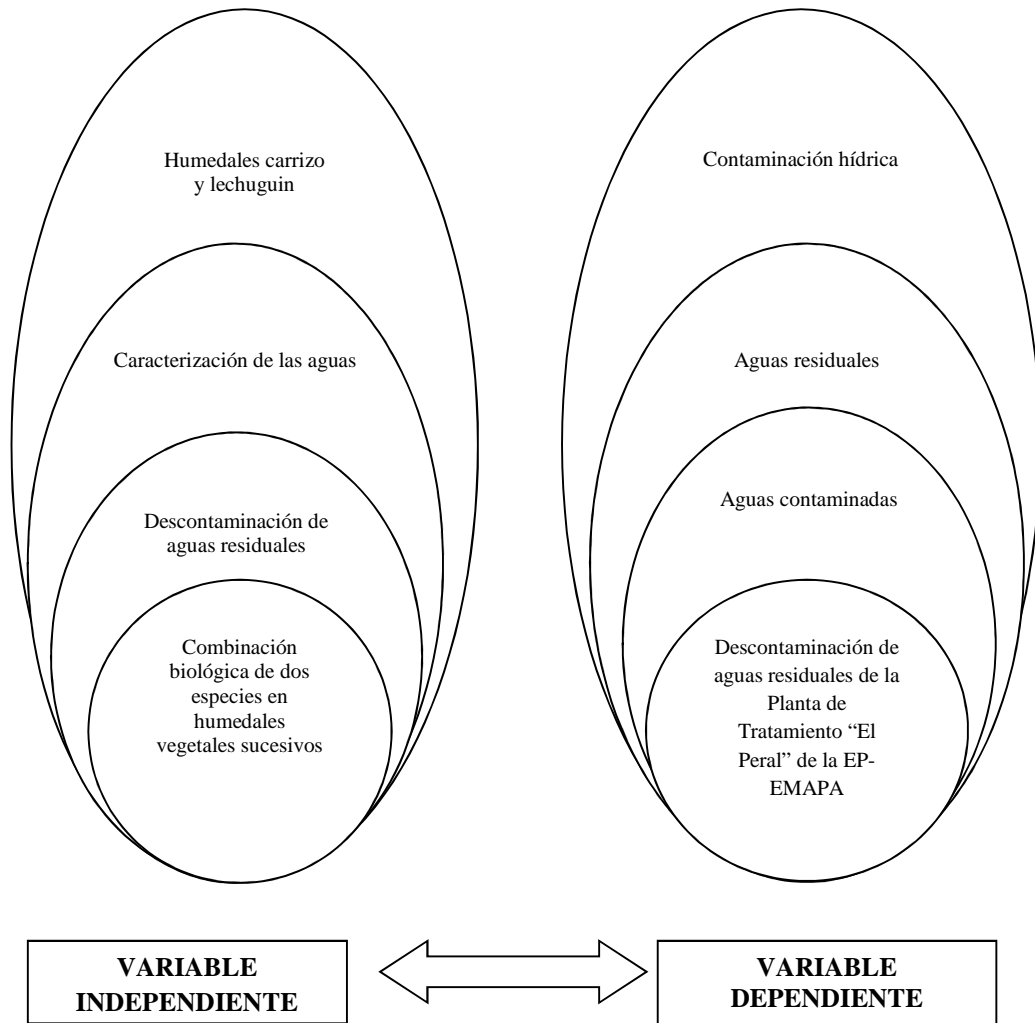 Humedales carrizo
y lechuguin
Caracterización de las aguas
Descontaminación de
aguas residuales
Combinación
biológica de dos
especies en
humedales
vegetales sucesivos
VARIABLE
INDEPENDIENTE
Contaminación hídrica
Aguas residuales
Aguas contaminadas
Descontaminación de
aguas residuales de la
Planta de
Tratamiento “El
Peral” de la EP-
EMAPA
VARIABLE
DEPENDIENTE